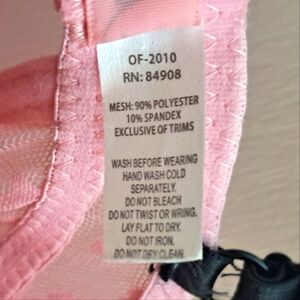 OF-2010
RN: 84908
MESH: 90% POLYESTER
10% SPANDEX
EXCLUSIVE OF TRIMS
WASH BEFORE WEARING
HAND WASH COLD
SEPARATELY.
DO NOT BLEACH
DO NOT TWIST OR WRING.
LAY FLAT TO DRY.
DO NOT IRON.
DO NOT DRY CLEAN.